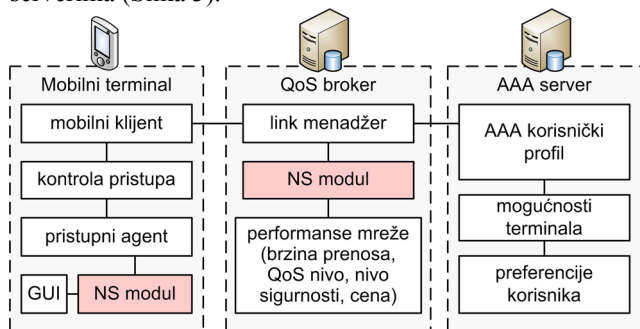 serverima (Slika 3).
Mobilni terminal
mobilni klijent
kontrola pristupa
pristupni agent
GUI
NS modul
QoS broker
link menadžer
NS modul
performanse mreže
(brzina prenosa,
QoS nivo, nivo
sigurnosti, cena)
AAA server
AAA korisnički
profil
mogućnosti
terminala
preferencije
korisnika